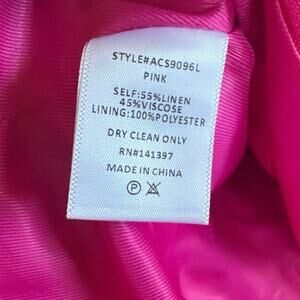 STYLE#ACS9096L
PINK
SELF:55%LINEN
45%VISCOSE
LINING:100%POLYESTER
DRY CLEAN ONLY
RN#141397
MADE IN CHINA
P